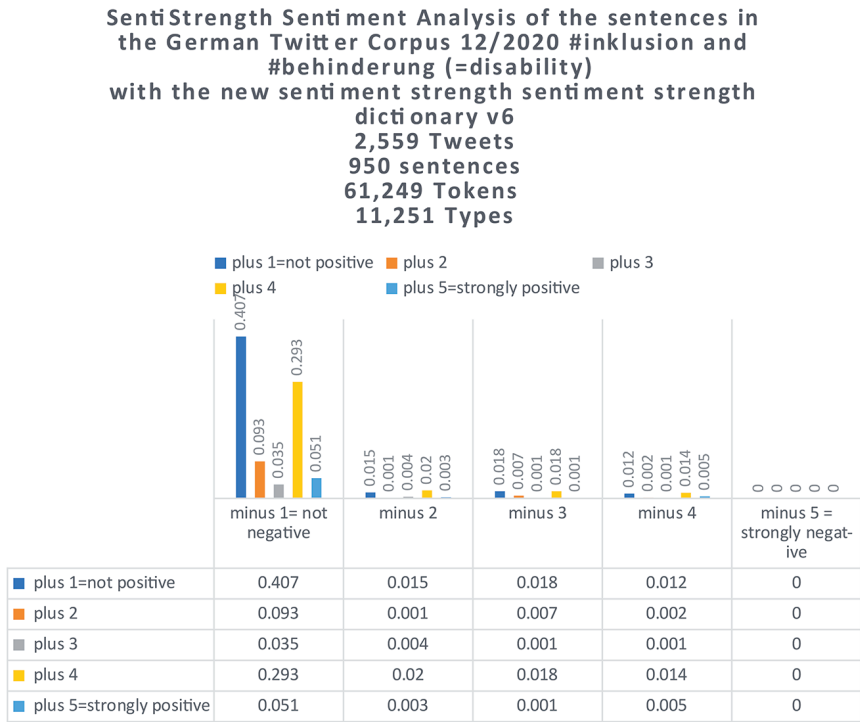 SentiStrength Sentiment Analysis of the sentences in
the German Twitter Corpus 12/2020 #inklusion and
#behinderung (=disability)
with the new sentiment strength sentiment strength
dictionary v6
2,559 Tweets
950 sentences
61,249 Tokens
11,251 Types
plus 1=not positive plus 2 plus 3
plus 4 plus 5=strongly positive
0.407 0.093 0.035 0.293 0.051 0.015 0.001 0.004 0.02 0.003 0.018 0.007 0.001 0.018 0.001 0.012 0.002 0.001 0.014 0.005 0 0 0 0 0
minus 1= not minus 2 minus 3 minus 4 minus 5 =
negative strongly negat-
ive
plus 1=not positive 0.407 0.015 0.018 0.012 0
plus 2 0.093 0.001 0.007 0.002 0
plus 3 0.035 0.004 0.001 0.001 0
plus 4 0.293 0.02 0.018 0.014 0
plus 5=strongly positive 0.051 0.003 0.001 0.005 0